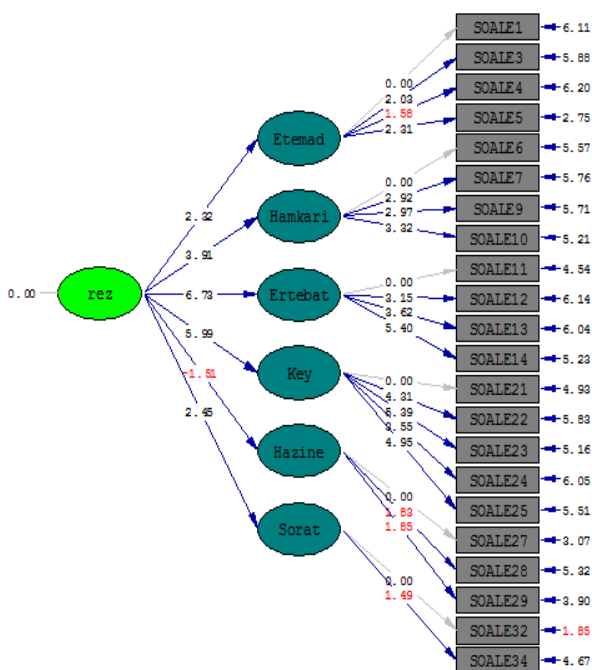 SOALE1 6.11
SOALE3 5.88
SOALE4 6.20
SOALE5 2.75
SOALE6 5.57
SOALE7 5.76
SOALE9 5.71
SOALE10 5.21
SOALE11 4.54
SOALE12 6.14
SOALE13 6.04
SOALE14 5.23
SOALE21 4.93
SOALE22 5.83
SOALE23 5.16
SOALE24 6.05
SOALE25 5.51
SOALE27 3.07
SOALE28 5.32
SOALE29 3.90
SOALE32 1.85
SOALE34 4.67
0.00
2.03
1.58
2.31
Etemad
0.00
2.92
2.97
3.32
Hamkari
0.00
3.15
3.62
5.40
Ertebat
0.00
4.31
3.55
4.95
Key
0.00
1.83
1.85
Hazine
0.00
1.49
Sorat
2.32
3.91
6.73
5.99
-1.51
2.45
0.00 rez